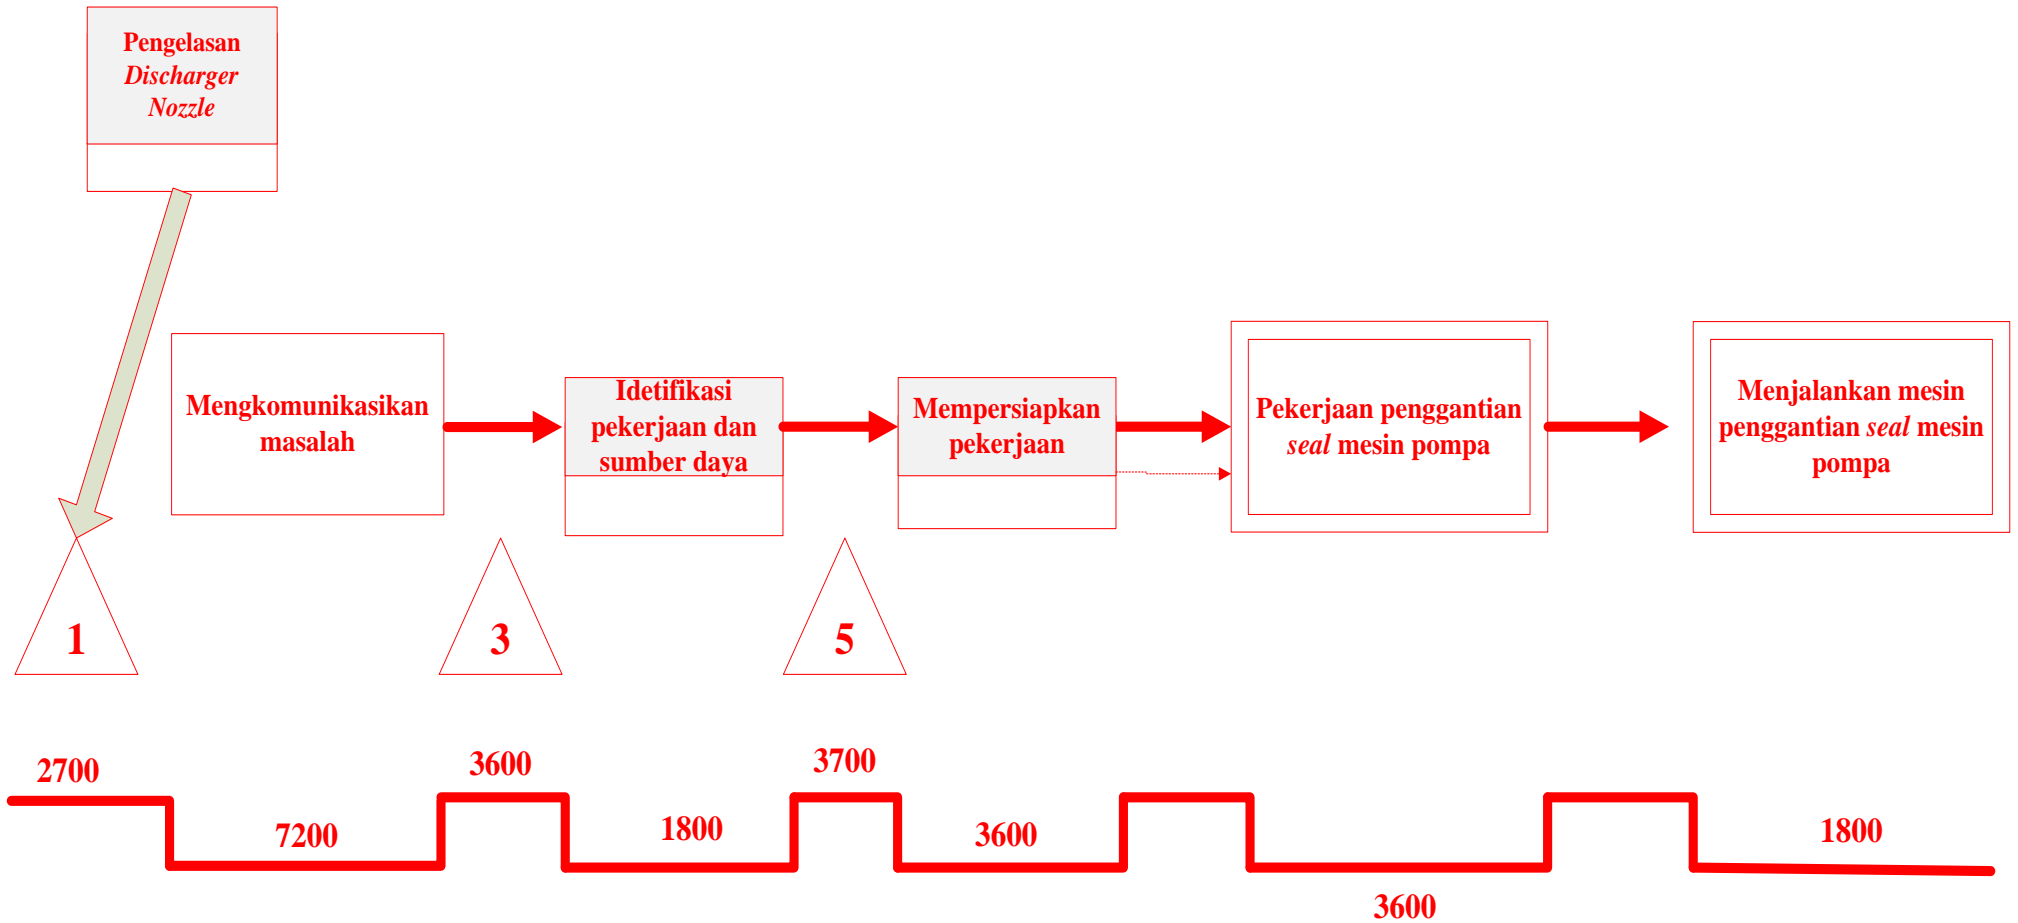 Pengelasan
Discharger
Nozzle
Mengkomunikasikan
masalah
Idetifikasi
pekerjaan dan
sumber daya
Mempersiapkan
pekerjaan
Pekerjaan penggantian
seal mesin pompa
Menjalankan mesin
penggantian seal mesin
pompa
1
3
5
2700
7200
3600
1800
3700
3600
3600
1800